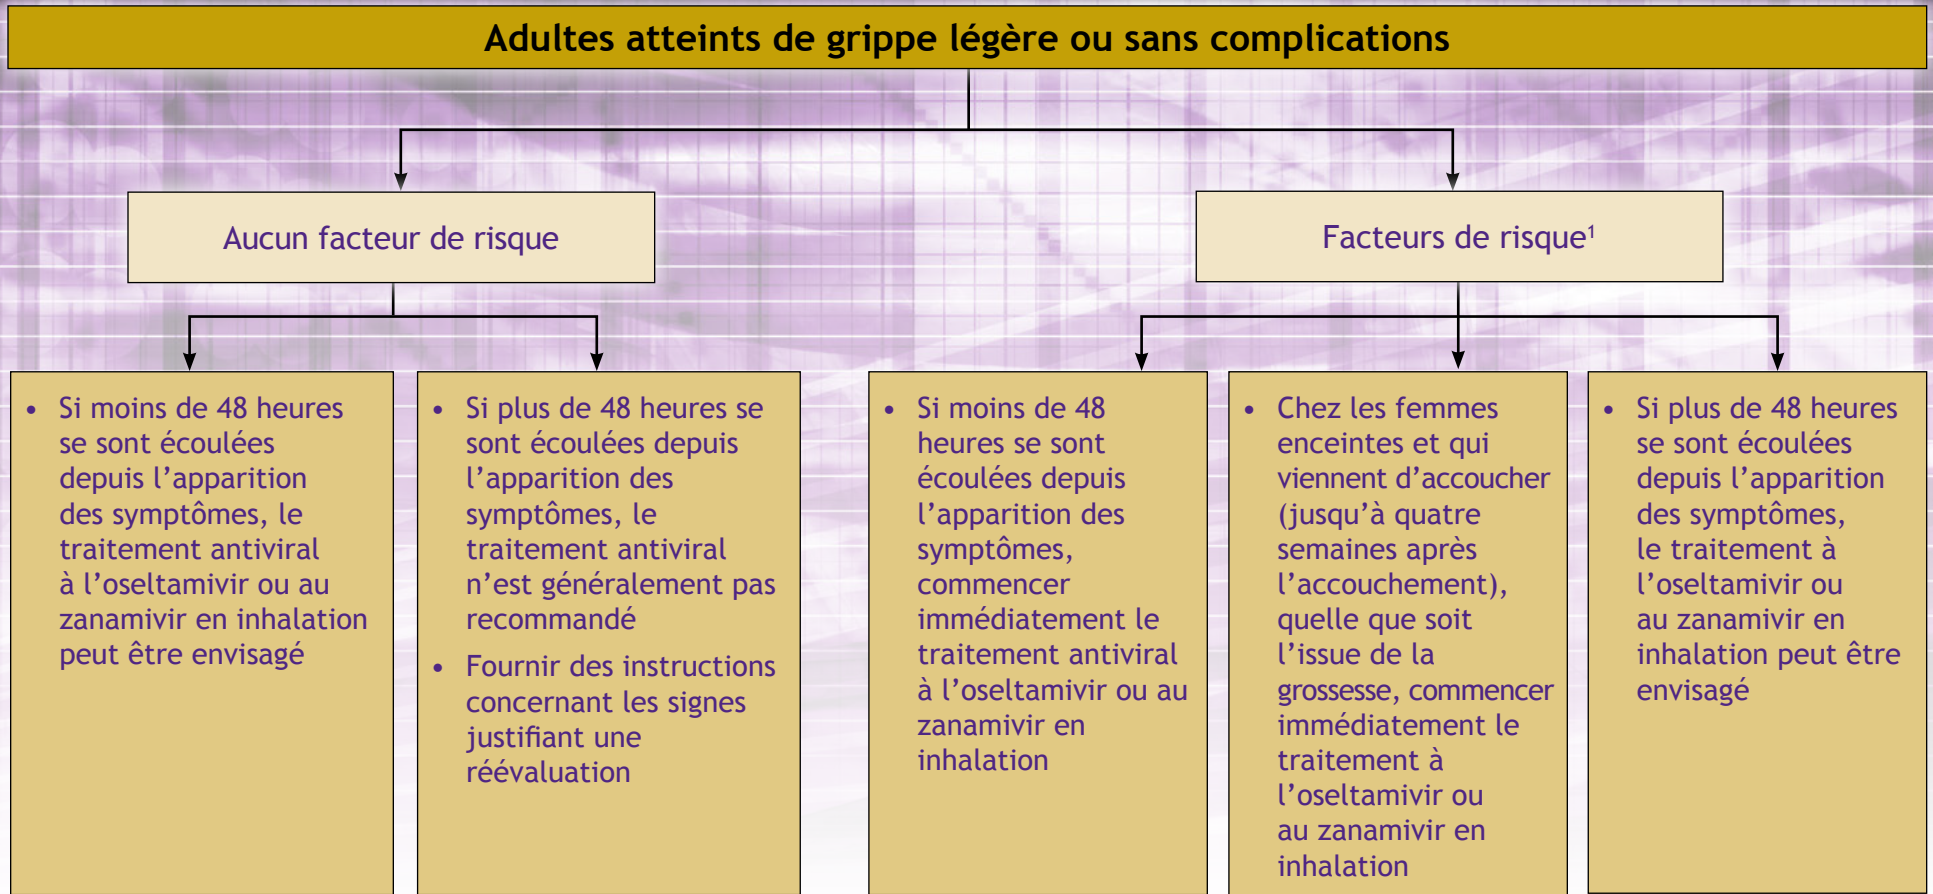 Adultes atteints de grippe légère ou sans complications
Aucun facteur de risque
Facteurs de risque¹
• Si moins de 48 heures
se sont écoulées
depuis l’apparition
des symptômes, le
traitement antiviral
à l’oseltamivir ou au
zanamivir en inhalation
peut être envisagé
• Si plus de 48 heures se
sont écoulées depuis
l’apparition des
symptômes, le
traitement antiviral
n’est généralement pas
recommandé
• Fournir des instructions
concernant les signes
justifiant une
réévaluation
• Si moins de 48
heures se sont
écoulées depuis
l’apparition des
symptômes,
commencer
immédiatement le
traitement antiviral
à l’oseltamivir ou au
zanamivir en
inhalation
• Chez les femmes
enceintes et qui
viennent d’accoucher
(jusqu’à quatre
semaines après
l’accouchement),
quelle que soit
l’issue de la
grossesse, commencer
immédiatement le
traitement à
l’oseltamivir ou
au zanamivir en
inhalation
• Si plus de 48 heures
se sont écoulées
depuis l’apparition
des symptômes,
le traitement à
l’oseltamivir ou
au zanamivir en
inhalation peut être
envisagé